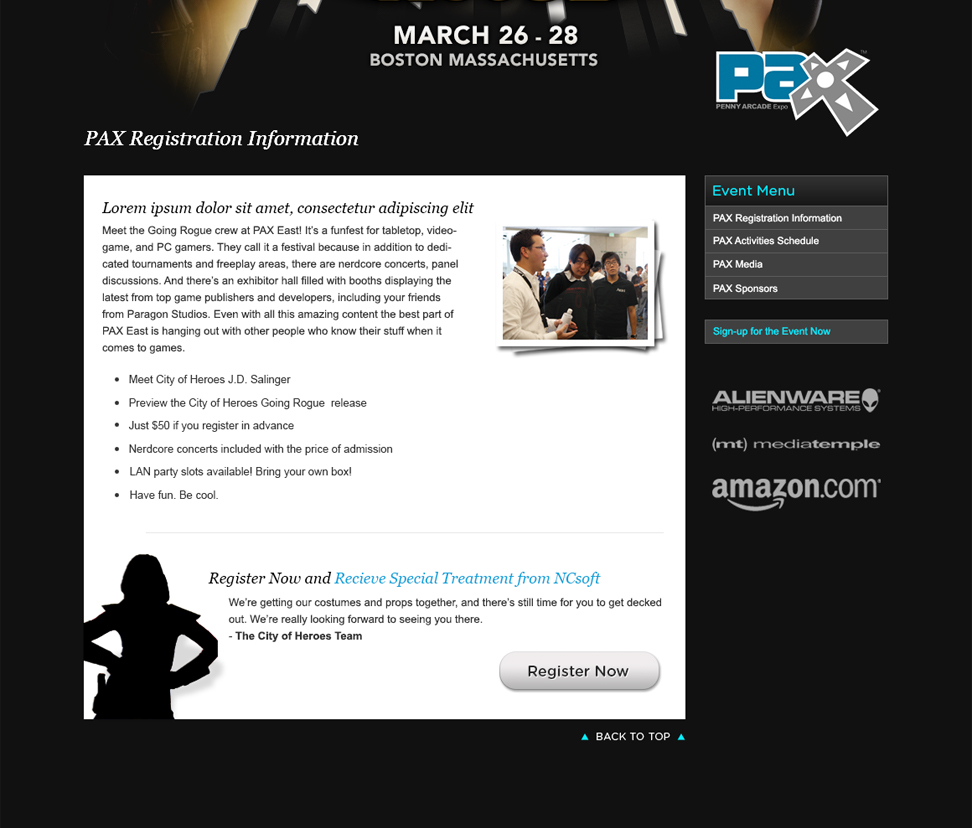 MARCH 26 - 28
BOSTON MASSACHUSETTS
pax
TM
PENNY ARCADE Expo
PAX Registration Information
Lorem ipsum dolor sit amet, consectetur adipiscing elit
Meet the Going Rogue crew at PAX East! It's a funfest for tabletop, video-
game, and PC gamers. They call it a festival because in addition to dedi-
cated tournaments and freeplay areas, there are nerdcore concerts, panel
discussions. And there's an exhibitor hall filled with booths displaying the
latest from top game publishers and developers, including your friends
from Paragon Studios. Even with all this amazing content the best part of
PAX East is hanging out with other people who know their stuff when it
comes to games.
• Meet City of Heroes J.D. Salinger
• Preview the City of Heroes Going Rogue release
• Just $50 if you register in advance
• Nerdcore concerts included with the price of admission
• LAN party slots available! Bring your own box!
• Have fun. Be cool.
Register Now and Recieve Special Treatment from NCsoft
We're getting our costumes and props together, and there's still time for you to get decked
out. We're really looking forward to seeing you there.
- The City of Heroes Team
Register Now
▲ BACK TO TOP ▲
Event Menu
PAX Registration Information
PAX Activities Schedule
PAX Media
PAX Sponsors
Sign-up for the Event Now
ALIENWARE
HIGH-PERFORMANCE SYSTEMS
(mt) mediatemple
amazon.com